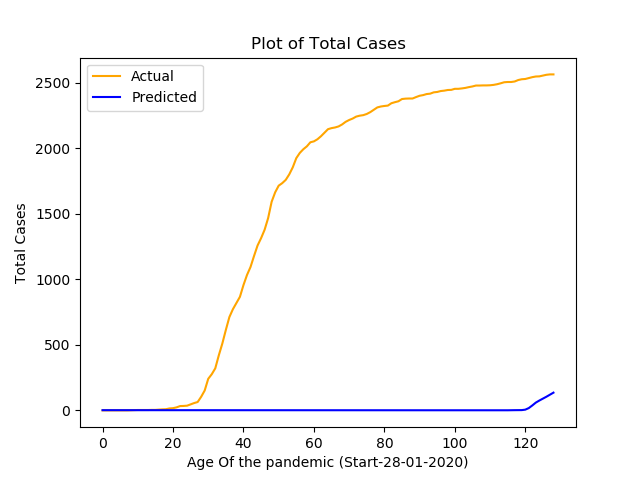 Plot of Total Cases
Actual
Predicted
2500
2000
1500
1000
500
0
Total Cases
0 20 40 60 80 100 120
Age Of the pandemic (Start-28-01-2020)